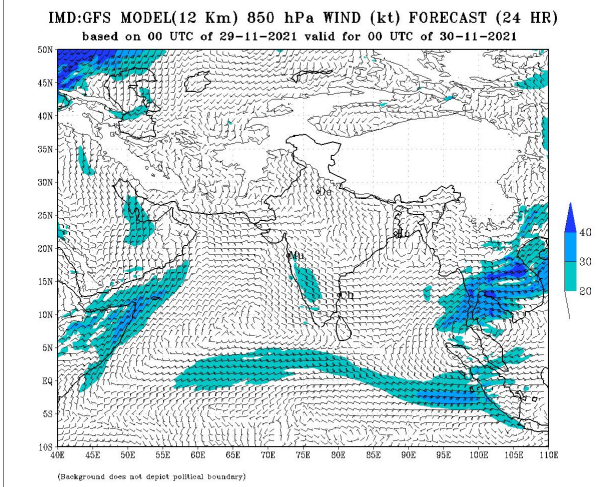 IMD:GFS MODEL(12 Km) 850 hPa WIND (kt) FORECAST (24 HR)
based on 00 UTC of 29-11-2021 valid for 00 UTC of 30-11-2021
50N
45N
40N
35N
30N
25N
20N
15N
10N
5N
EQ
5S
10S
De
Mu
Ch
40
30
20
40E 45E 50E 55E 60E 65E 70E 75E 80E 85E 90E 95E 100E 105E 110E
(Background does not depict political boundary)